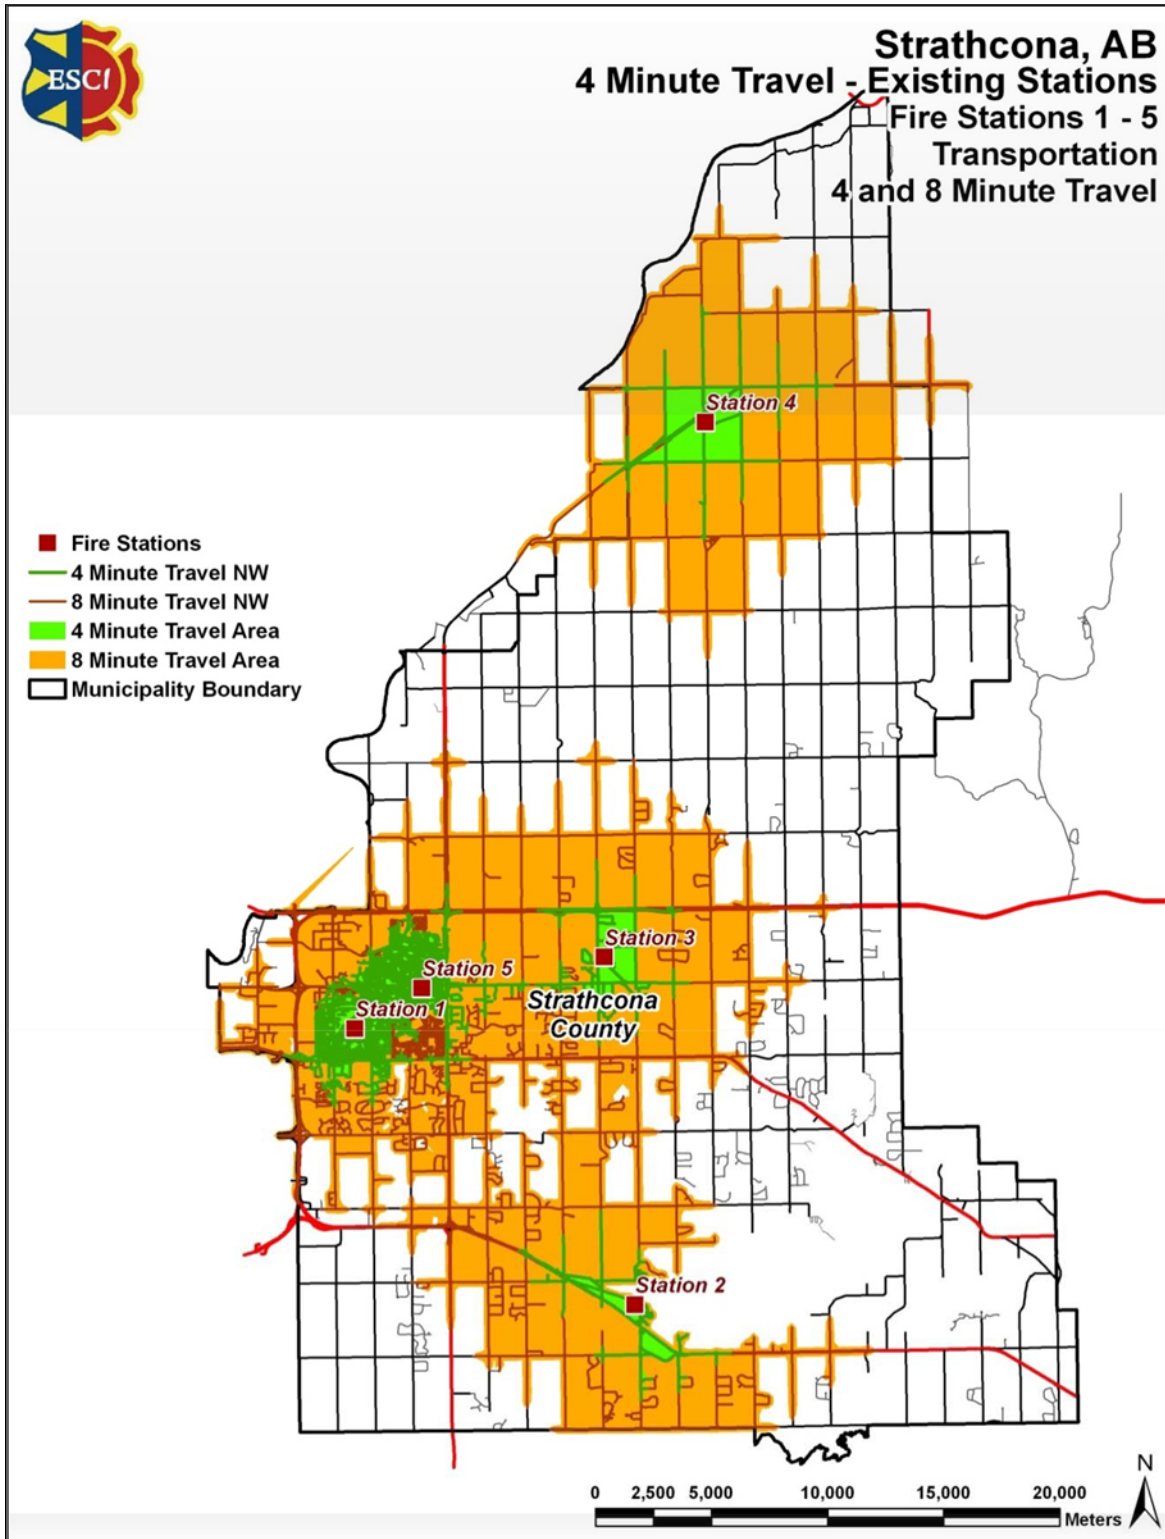 ESCI
Strathcona, AB
4 Minute Travel - Existing Stations
Fire Stations 1 - 5
Transportation
4 and 8 Minute Travel
Station 4
Fire Stations
4 Minute Travel NW
8 Minute Travel NW
4 Minute Travel Area
8 Minute Travel Area
Municipality Boundary
Station 3
Station 5
Strathcona
County
Station 1
Station 2
N
0 2,500 5,000 10,000 15,000 20,000
Meters